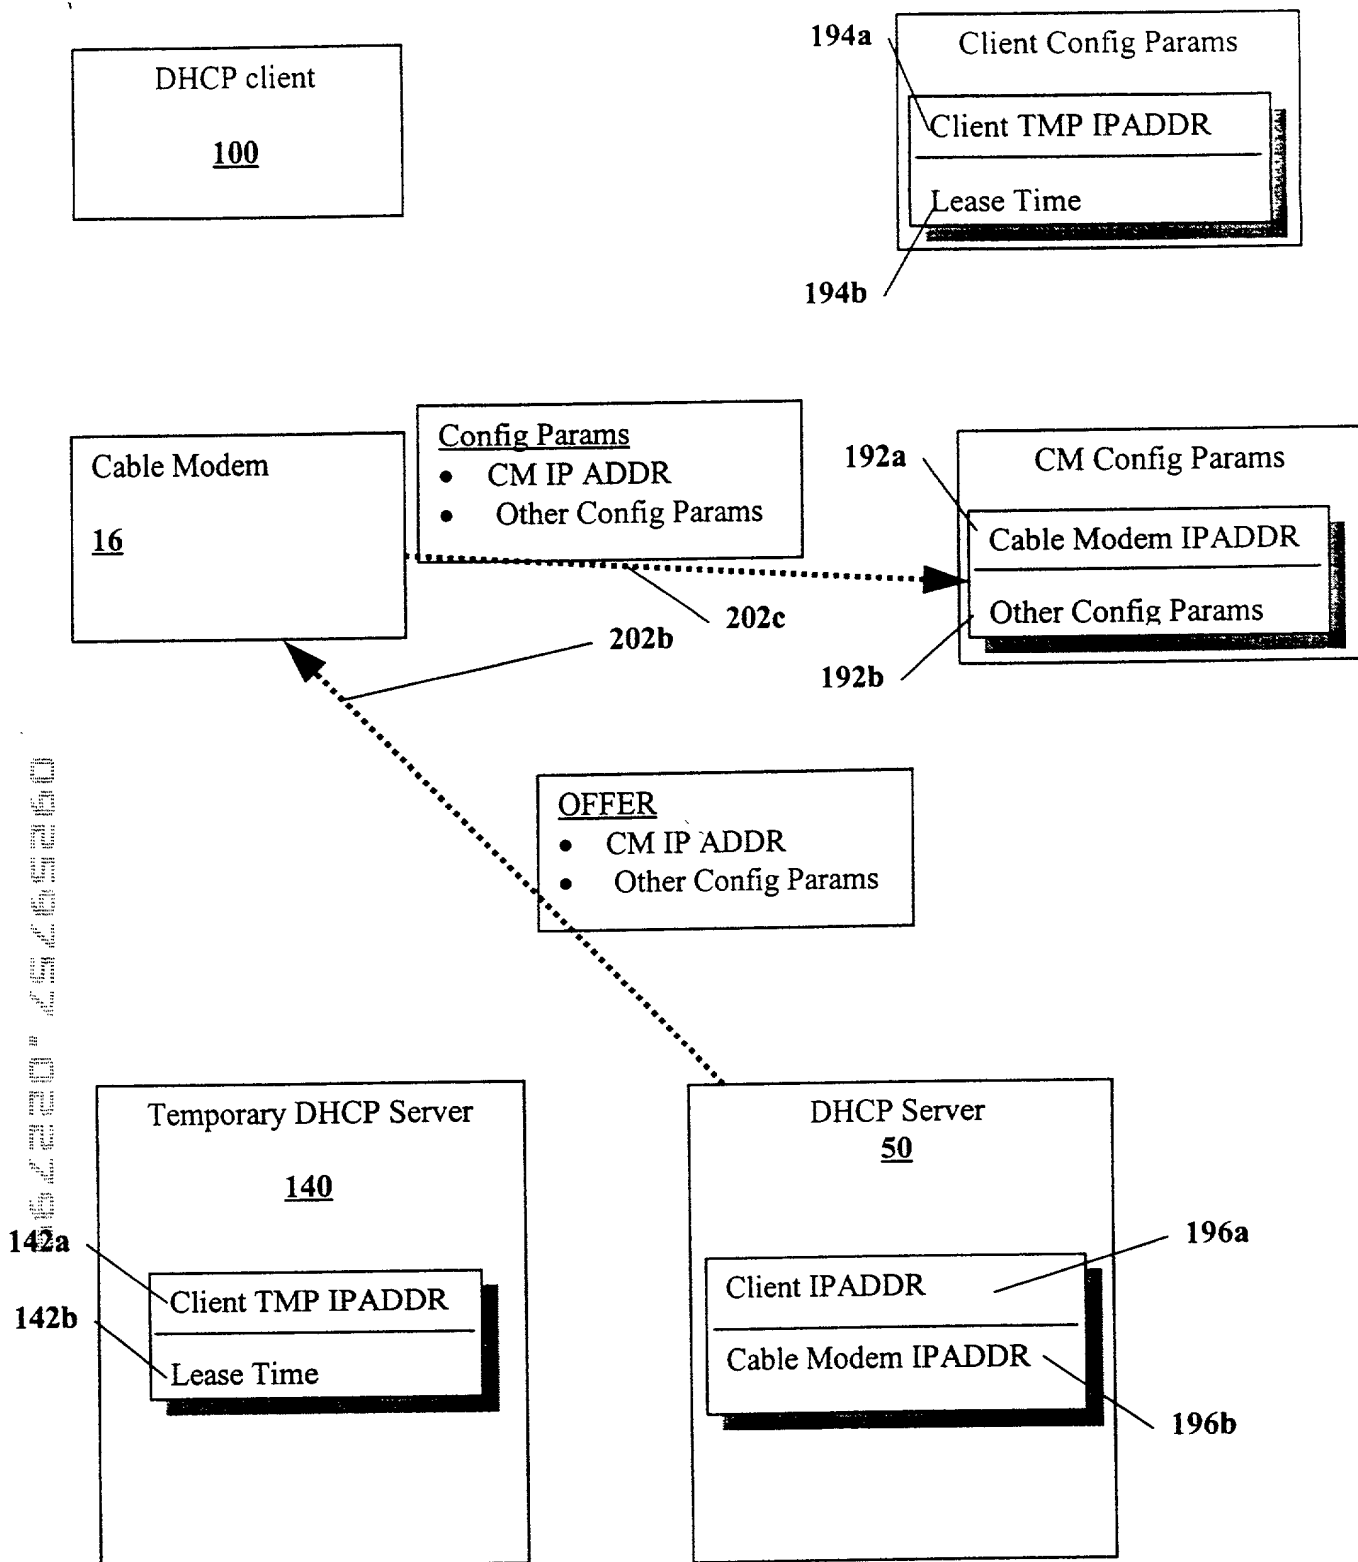 DHCP client
100
194a
Client Config Params
Client TMP IPADDR
Lease Time
194b
Cable Modem
16
Config Params
• CM IP ADDR
• Other Config Params
192a
CM Config Params
Cable Modem IPADDR
Other Config Params
192b
202c
202b
OFFER
• CM IP ADDR
• Other Config Params
Temporary DHCP Server
140
142a
Client TMP IPADDR
142b
Lease Time
DHCP Server
50
196a
Client IPADDR
Cable Modem IPADDR
196b